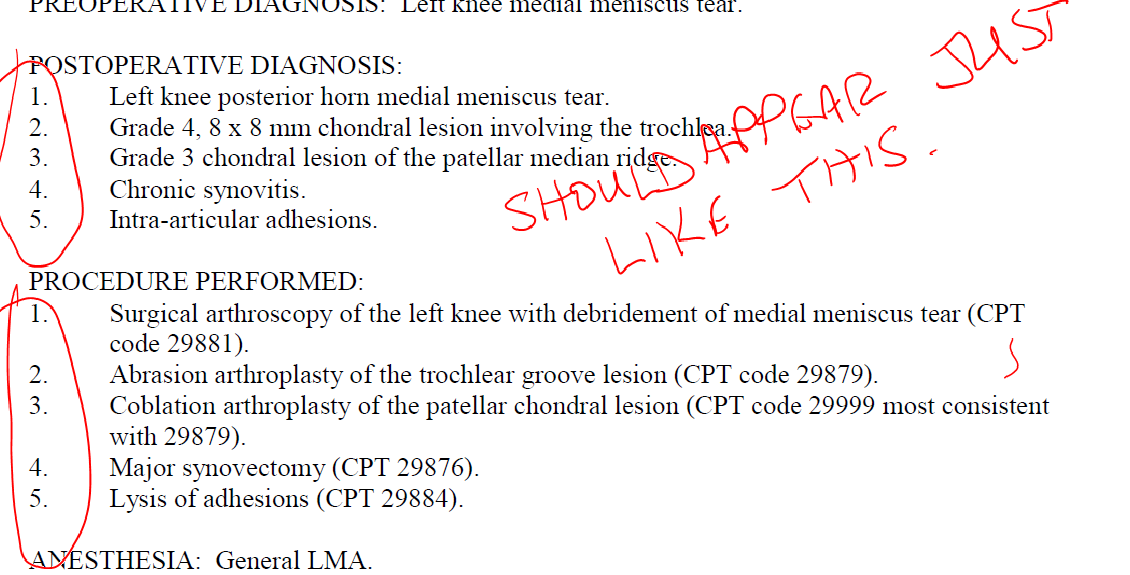 PREOPERATIVE DIAGNOSIS: Left knee medial meniscus tear.
POSTOPERATIVE DIAGNOSIS:
1. Left knee posterior horn medial meniscus tear.
2. Grade 4, 8 x 8 mm chondral lesion involving the trochlea.
3. Grade 3 chondral lesion of the patellar median ridge.
4. Chronic synovitis.
5. Intra-articular adhesions.
SHOULD APPEAR JUST
LIKE THIS.
PROCEDURE PERFORMED:
1. Surgical arthroscopy of the left knee with debridement of medial meniscus tear (CPT
code 29881).
2. Abrasion arthroplasty of the trochlear groove lesion (CPT code 29879).
3. Coblation arthroplasty of the patellar chondral lesion (CPT code 29999 most consistent
with 29879).
4. Major synovectomy (CPT 29876).
5. Lysis of adhesions (CPT 29884).
ANESTHESIA: General LMA.